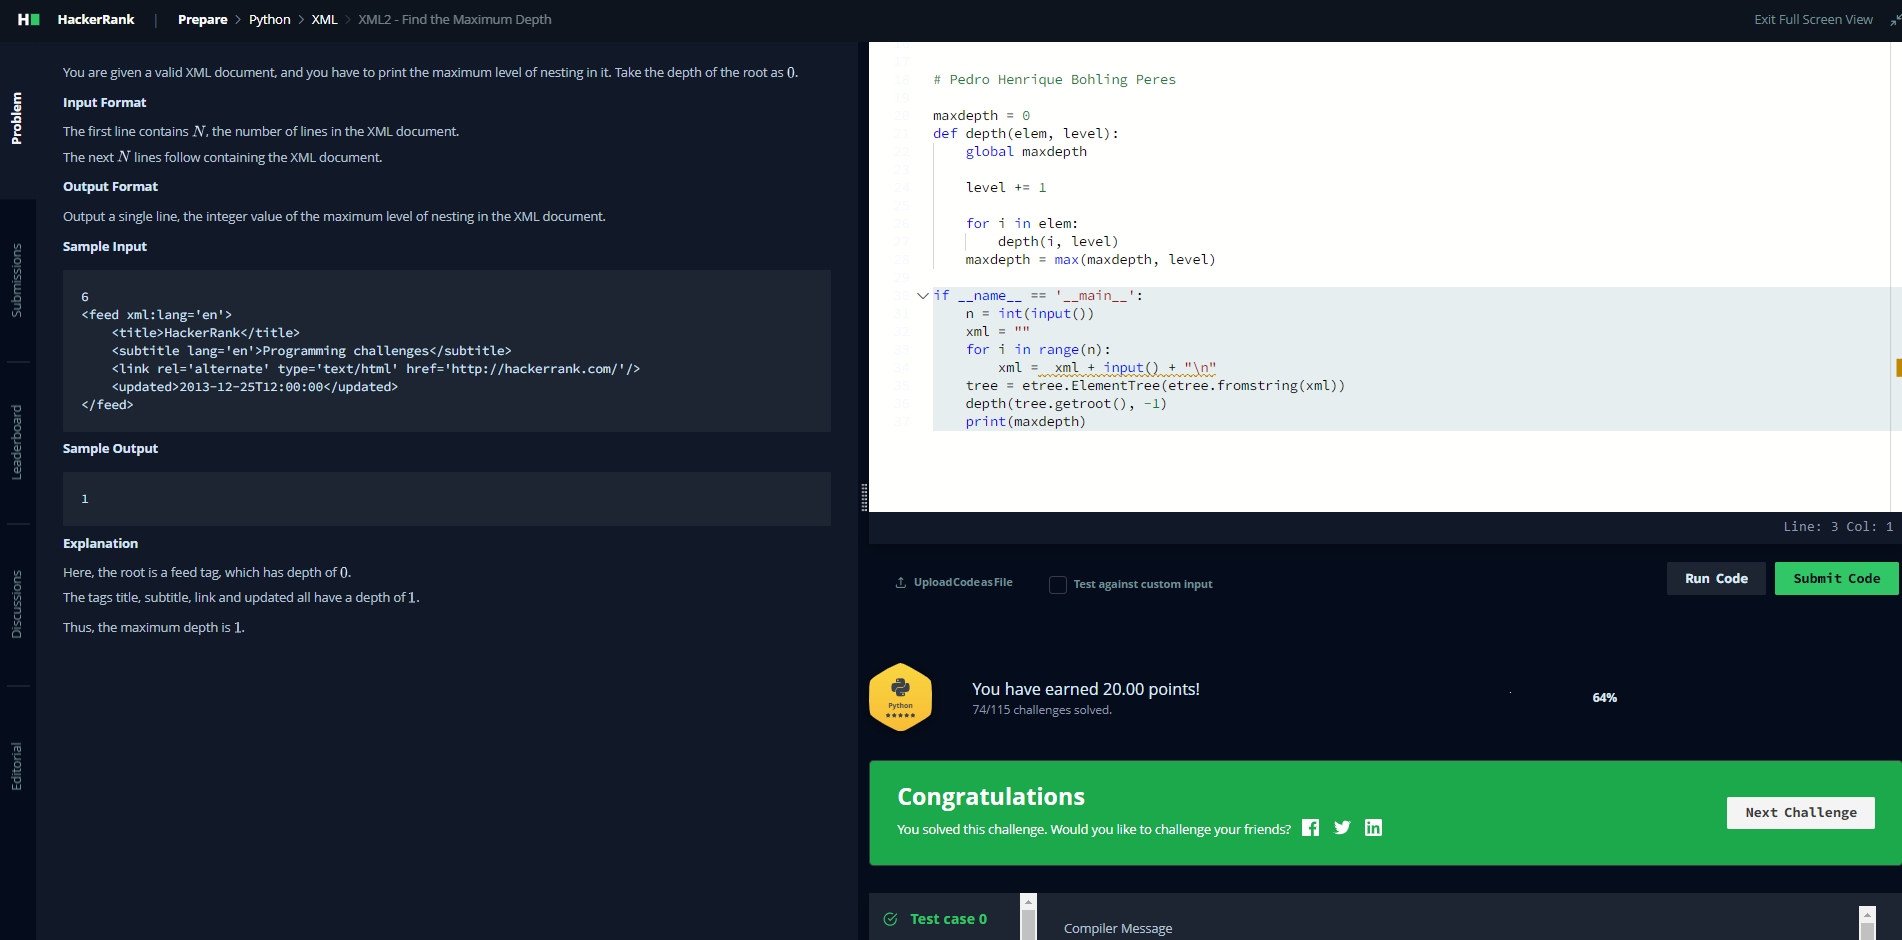 HackerRank | Prepare > Python > XML > XML2 - Find the Maximum Depth
Exit Full Screen View
Problem
Submissions
Leaderboard
Discussions
Editorial
You are given a valid XML document, and you have to print the maximum level of nesting in it. Take the depth of the root as 0.
Input Format
The first line contains N, the number of lines in the XML document.
The next N lines follow containing the XML document.
Output Format
Output a single line, the integer value of the maximum level of nesting in the XML document.
Sample Input
6
<feed xml:lang='en'>
    <title>HackerRank</title>
    <subtitle lang='en'>Programming challenges</subtitle>
    <link rel='alternate' type='text/html' href='http://hackerrank.com/'/>
    <updated>2013-12-25T12:00:00</updated>
</feed>
Sample Output
1
Explanation
Here, the root is a feed tag, which has depth of 0.
The tags title, subtitle, link and updated all have a depth of 1.
Thus, the maximum depth is 1.
# Pedro Henrique Bohling Peres
maxdepth = 0
def depth(elem, level):
    global maxdepth
    level += 1
    for i in elem:
        depth(i, level)
    maxdepth = max(maxdepth, level)
if __name__ == '__main__':
    n = int(input())
    xml = ""
    for i in range(n):
        xml =  xml + input() + "\n"
    tree = etree.ElementTree(etree.fromstring(xml))
    depth(tree.getroot(), -1)
    print(maxdepth)
Line: 3 Col: 1
Upload Code as File
Test against custom input
Run Code
Submit Code
Python
You have earned 20.00 points!
74/115 challenges solved.
64%
Congratulations
You solved this challenge. Would you like to challenge your friends?
Next Challenge
Test case 0
Compiler Message